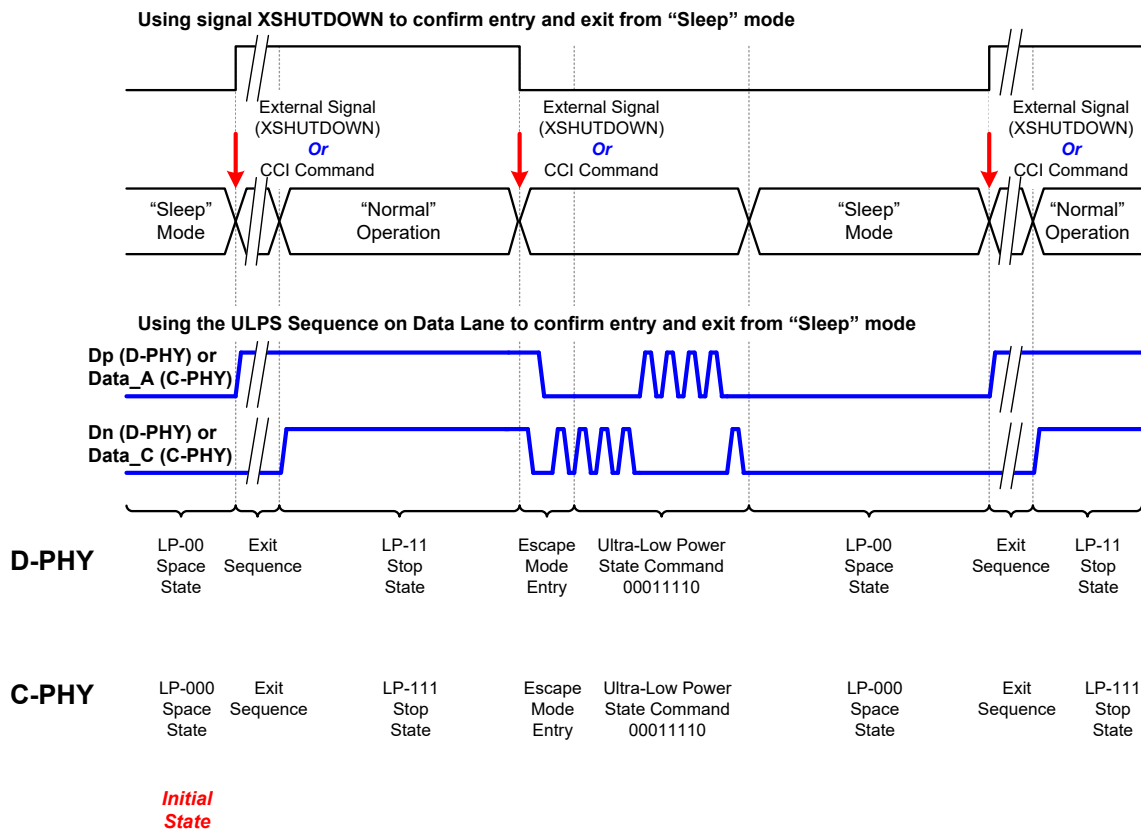 Using signal XSHUTDOWN to confirm entry and exit from “Sleep” mode
External Signal
(XSHUTDOWN)
Or
CCI Command
External Signal
(XSHUTDOWN)
Or
CCI Command
External Signal
(XSHUTDOWN)
Or
CCI Command
“Sleep”
Mode
“Normal”
Operation
“Sleep”
Mode
“Normal”
Operation
Using the ULPS Sequence on Data Lane to confirm entry and exit from “Sleep” mode
Dp (D-PHY) or
Data_A (C-PHY)
Dn (D-PHY) or
Data_C (C-PHY)
D-PHY
LP-00
Space
State
Exit
Sequence
LP-11
Stop
State
Escape
Mode
Entry
Ultra-Low Power
State Command
00011110
LP-00
Space
State
Exit
Sequence
LP-11
Stop
State
C-PHY
LP-000
Space
State
Exit
Sequence
LP-111
Stop
State
Escape
Mode
Entry
Ultra-Low Power
State Command
00011110
LP-000
Space
State
Exit
Sequence
LP-111
Stop
State
Initial
State